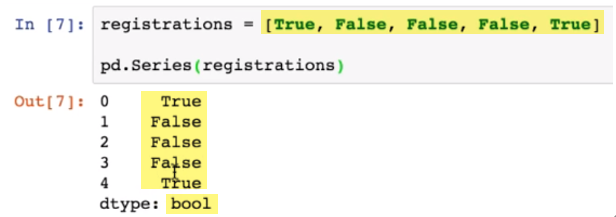 In [7]: registrations = [True, False, False, False, True]
pd.Series(registrations)
Out[7]: 0 True
1 False
2 False
3 False
4 True
dtype: bool